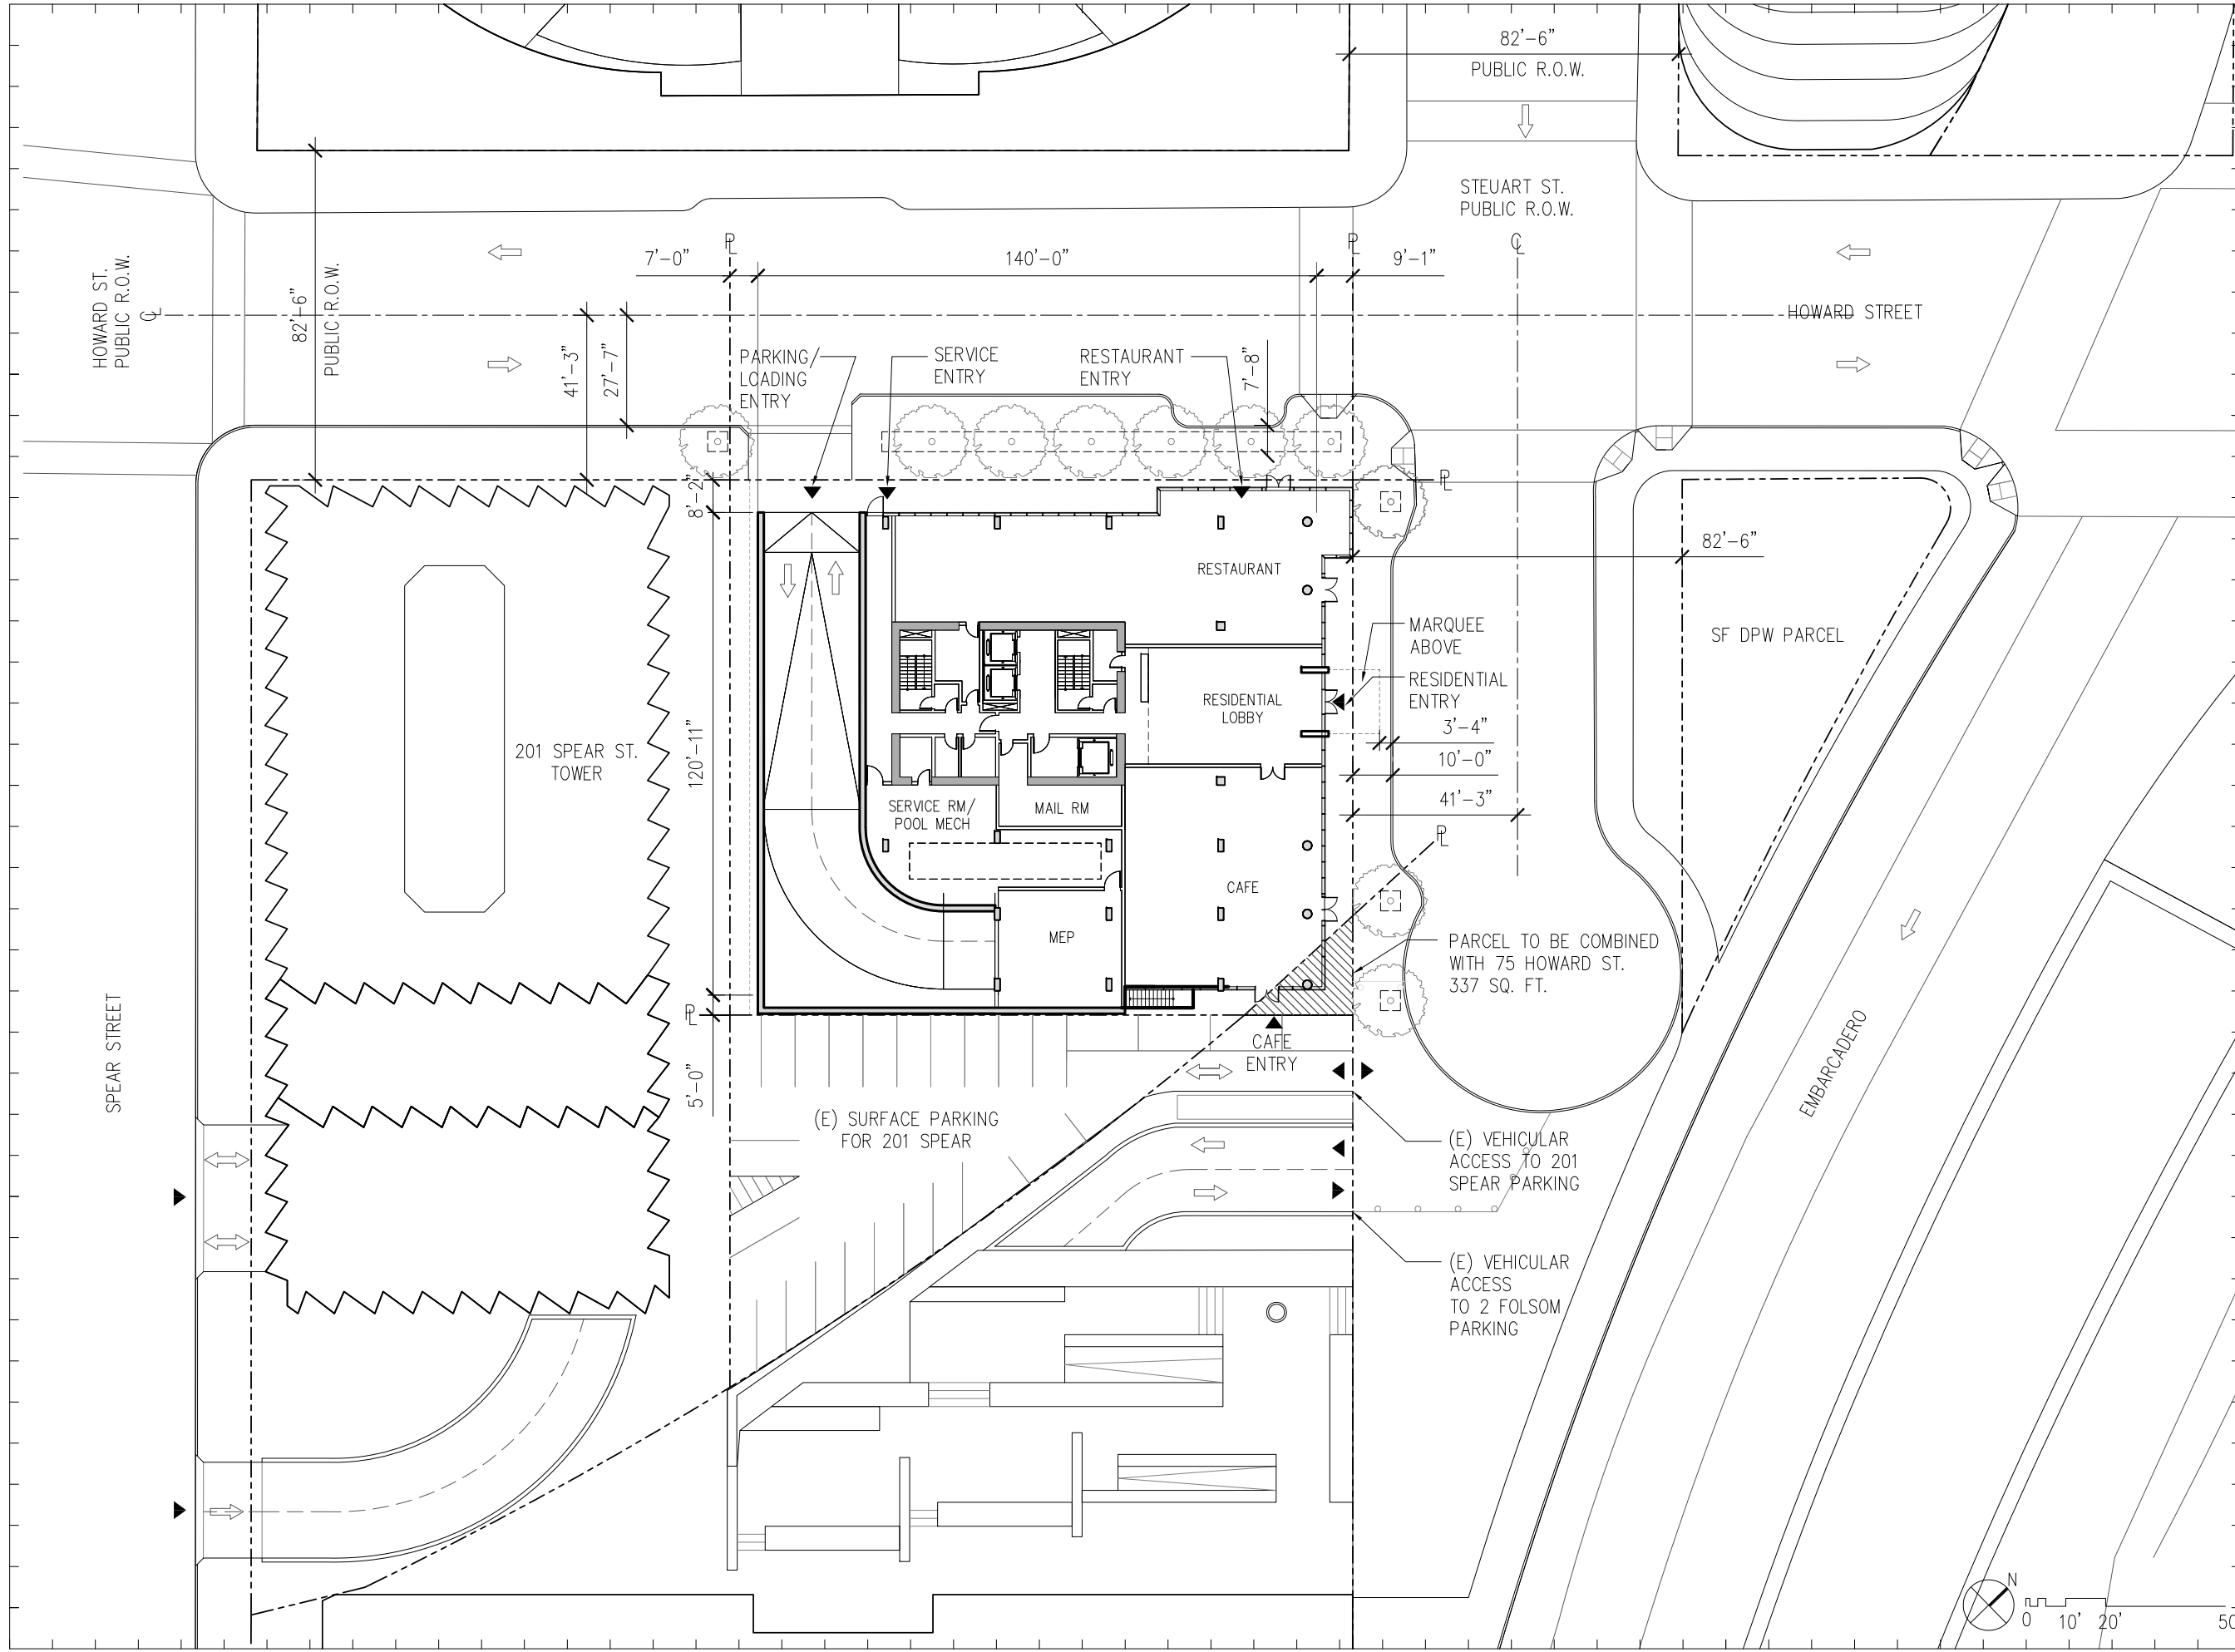 82'-6"
PUBLIC R.O.W.
STEUART ST.
PUBLIC R.O.W.
HOWARD ST.
PUBLIC R.O.W.
℄
82'-6"
PUBLIC R.O.W.
41'-3"
27'-7"
7'-0"
PL
140'-0"
PL
9'-1"
℄
HOWARD STREET
PARKING/
LOADING
ENTRY
SERVICE
ENTRY
RESTAURANT
ENTRY
7'-8"
PL
8'-2"
RESTAURANT
82'-6"
SF DPW PARCEL
MARQUEE
ABOVE
RESIDENTIAL
ENTRY
RESIDENTIAL
LOBBY
3'-4"
10'-0"
41'-3"
201 SPEAR ST.
TOWER
120'-11"
SERVICE RM/
POOL MECH
MAIL RM
PL
CAFE
MEP
PARCEL TO BE COMBINED
WITH 75 HOWARD ST.
337 SQ. FT.
PL
CAFE
ENTRY
5'-0"
SPEAR STREET
EMBARCADERO
(E) SURFACE PARKING
FOR 201 SPEAR
(E) VEHICULAR
ACCESS TO 201
SPEAR PARKING
(E) VEHICULAR
ACCESS
TO 2 FOLSOM
PARKING
N
0 10' 20' 50